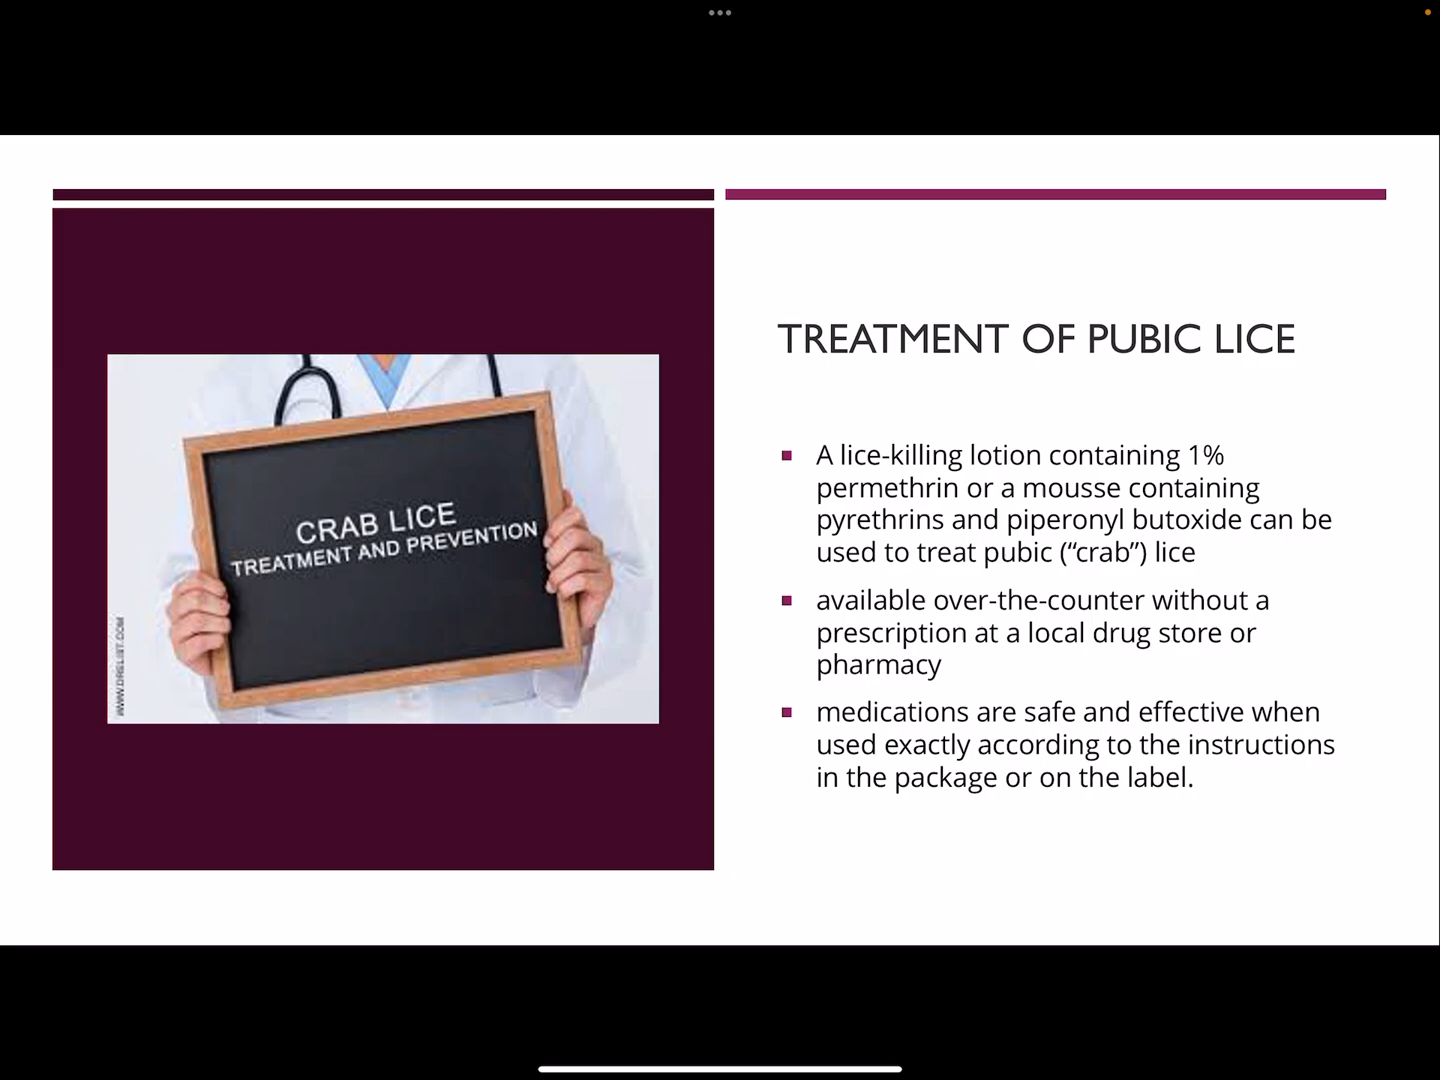 CRAB LICE
TREATMENT AND PREVENTION
WWW.DRELIST.COM
TREATMENT OF PUBIC LICE
A lice-killing lotion containing 1%
permethrin or a mousse containing
pyrethrins and piperonyl butoxide can be
used to treat pubic (“crab”) lice
available over-the-counter without a
prescription at a local drug store or
pharmacy
medications are safe and effective when
used exactly according to the instructions
in the package or on the label.